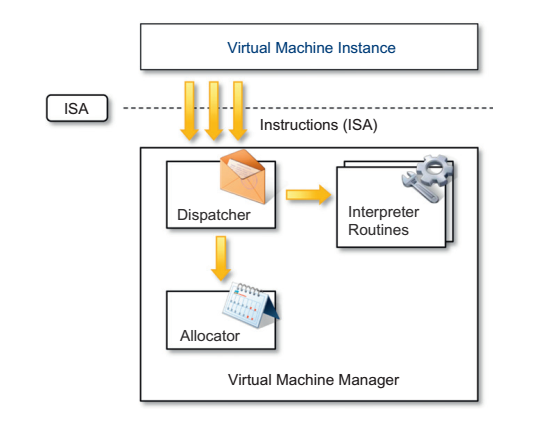 Virtual Machine Instance
ISA
Instructions (ISA)
Dispatcher
Interpreter
Routines
Allocator
Virtual Machine Manager